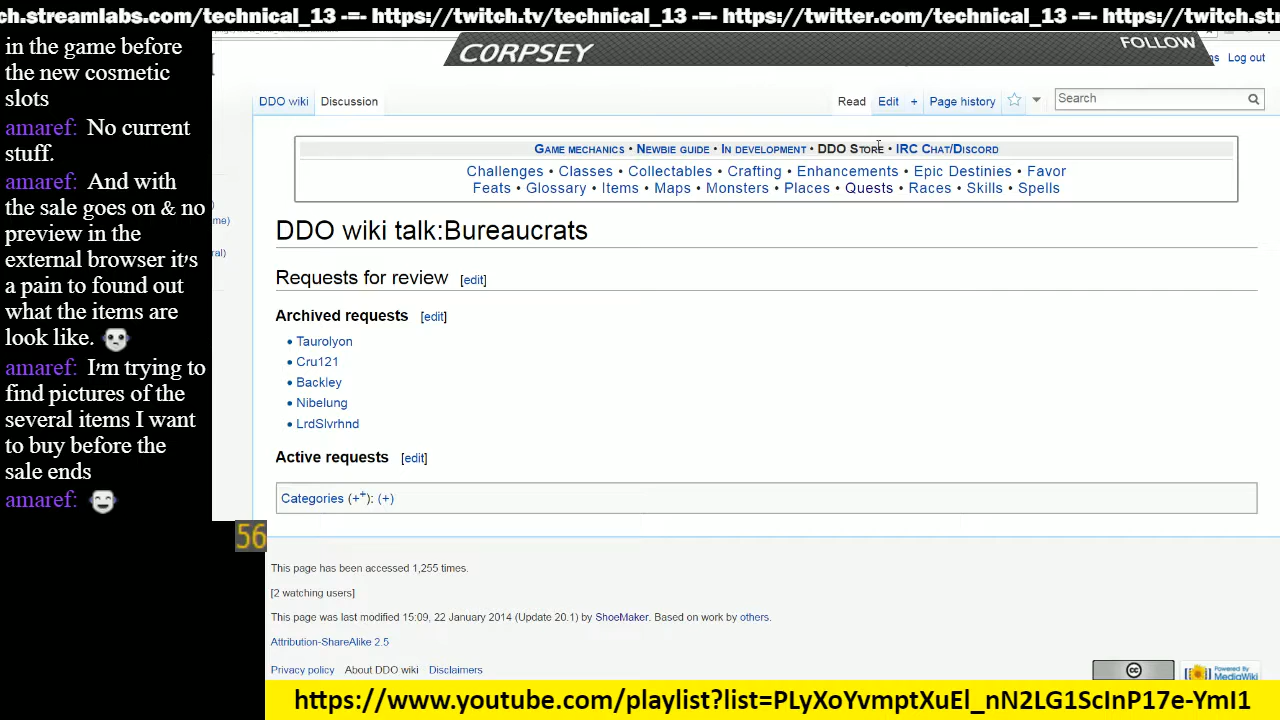 ch.streamlabs.com/technical_13 -=- https://twitch.tv/technical_13 -=- https://twitter.com/technical_13 -=- https://twitch.str
in the game before
the new cosmetic
slots
amaref: No current
stuff.
amaref: And with
the sale goes on & no
preview in the
external browser it's
a pain to found out
what the items are
look like.
amaref: I'm trying to
find pictures of the
several items I want
to buy before the
sale ends
amaref:
CORPSEY
FOLLOW
Log out
DDO wiki
Discussion
Read
Edit
+
Page history
Search
Game mechanics • Newbie guide • In development • DDO Store • IRC Chat/Discord
Challenges • Classes • Collectables • Crafting • Enhancements • Epic Destinies • Favor
Feats • Glossary • Items • Maps • Monsters • Places • Quests • Races • Skills • Spells
DDO wiki talk:Bureaucrats
Requests for review [edit]
Archived requests [edit]
• Taurolyon
• Cru121
• Backley
• Nibelung
• LrdSlvrhnd
Active requests [edit]
Categories (++): (+)
56
This page has been accessed 1,255 times.
[2 watching users]
This page was last modified 15:09, 22 January 2014 (Update 20.1) by ShoeMaker. Based on work by others.
Attribution-ShareAlike 2.5
Privacy policy
About DDO wiki
Disclaimers
Powered By
MediaWiki
https://www.youtube.com/playlist?list=PLyXoYvmptXuEl_nN2LG1ScInP17e-YmI1